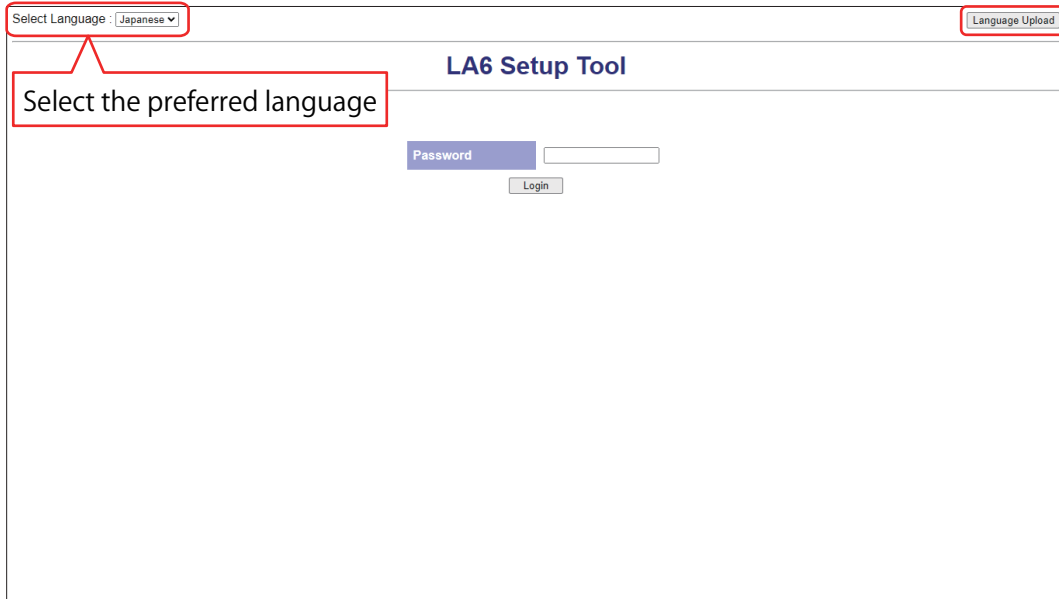 Select Language : Japanese
Language Upload
LA6 Setup Tool
Select the preferred language
Password
Login